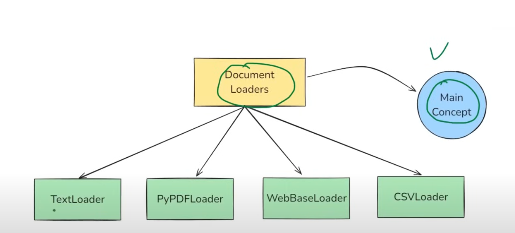 Document
Loaders
Main
Concept
TextLoader
PyPDFLoader
WebBaseLoader
CSVLoader